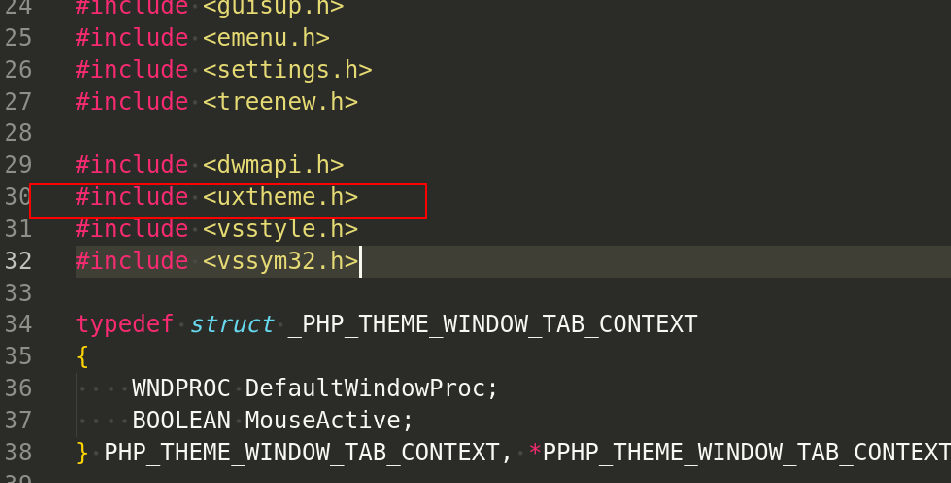 24 #include <guisup.h>
25 #include <emenu.h>
26 #include <settings.h>
27 #include <treenew.h>
28
29 #include <dwmapi.h>
30 #include <uxtheme.h>
31 #include <vsstyle.h>
32 #include <vssym32.h>
33
34 typedef struct _PHP_THEME_WINDOW_TAB_CONTEXT
35 {
36     WNDPROC DefaultWindowProc;
37     BOOLEAN MouseActive;
38 } PHP_THEME_WINDOW_TAB_CONTEXT, *PPHP_THEME_WINDOW_TAB_CONTEXT
39